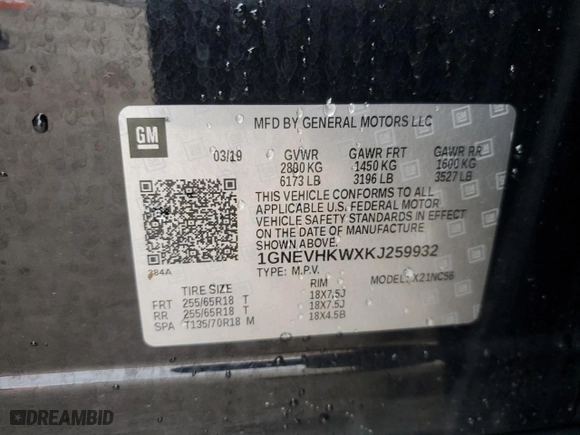 GM
MFD BY GENERAL MOTORS LLC
03/19 GVWR GAWR FRT GAWR RR
2800 KG 1450 KG 1600 KG
6173 LB 3196 LB 3527 LB
THIS VEHICLE CONFORMS TO ALL
APPLICABLE U.S. FEDERAL MOTOR
VEHICLE SAFETY STANDARDS IN EFFECT
ON THE DATE OF MANUFACTURE
SHOWN ABOVE.
1GNEVHKWXKJ259932
TYPE: M.P.V. MODEL: X21NC56
384A
TIRE SIZE RIM
FRT 255/65R18 T 18X7.5J
RR 255/65R18 T 18X7.5J
SPA T135/70R18 M 18X4.5B
DREAMBID